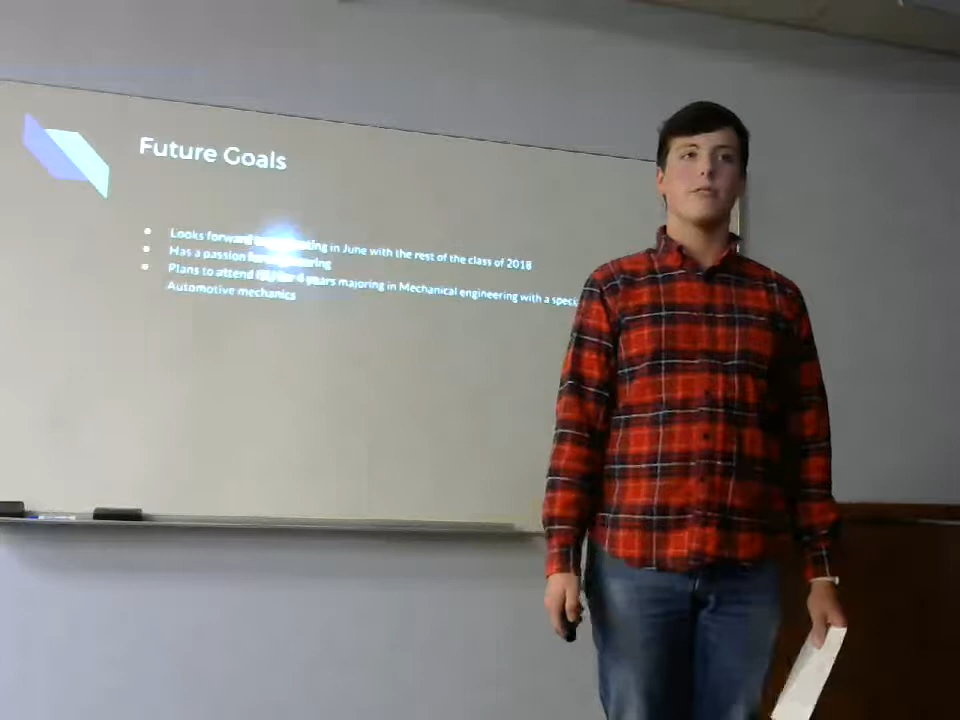 Future Goals
● Looks forward in June with the rest of the class of 2018
● Has a passion for
● Plans to attend 4 years majoring in Mechanical engineering with a
Automotive mechanics